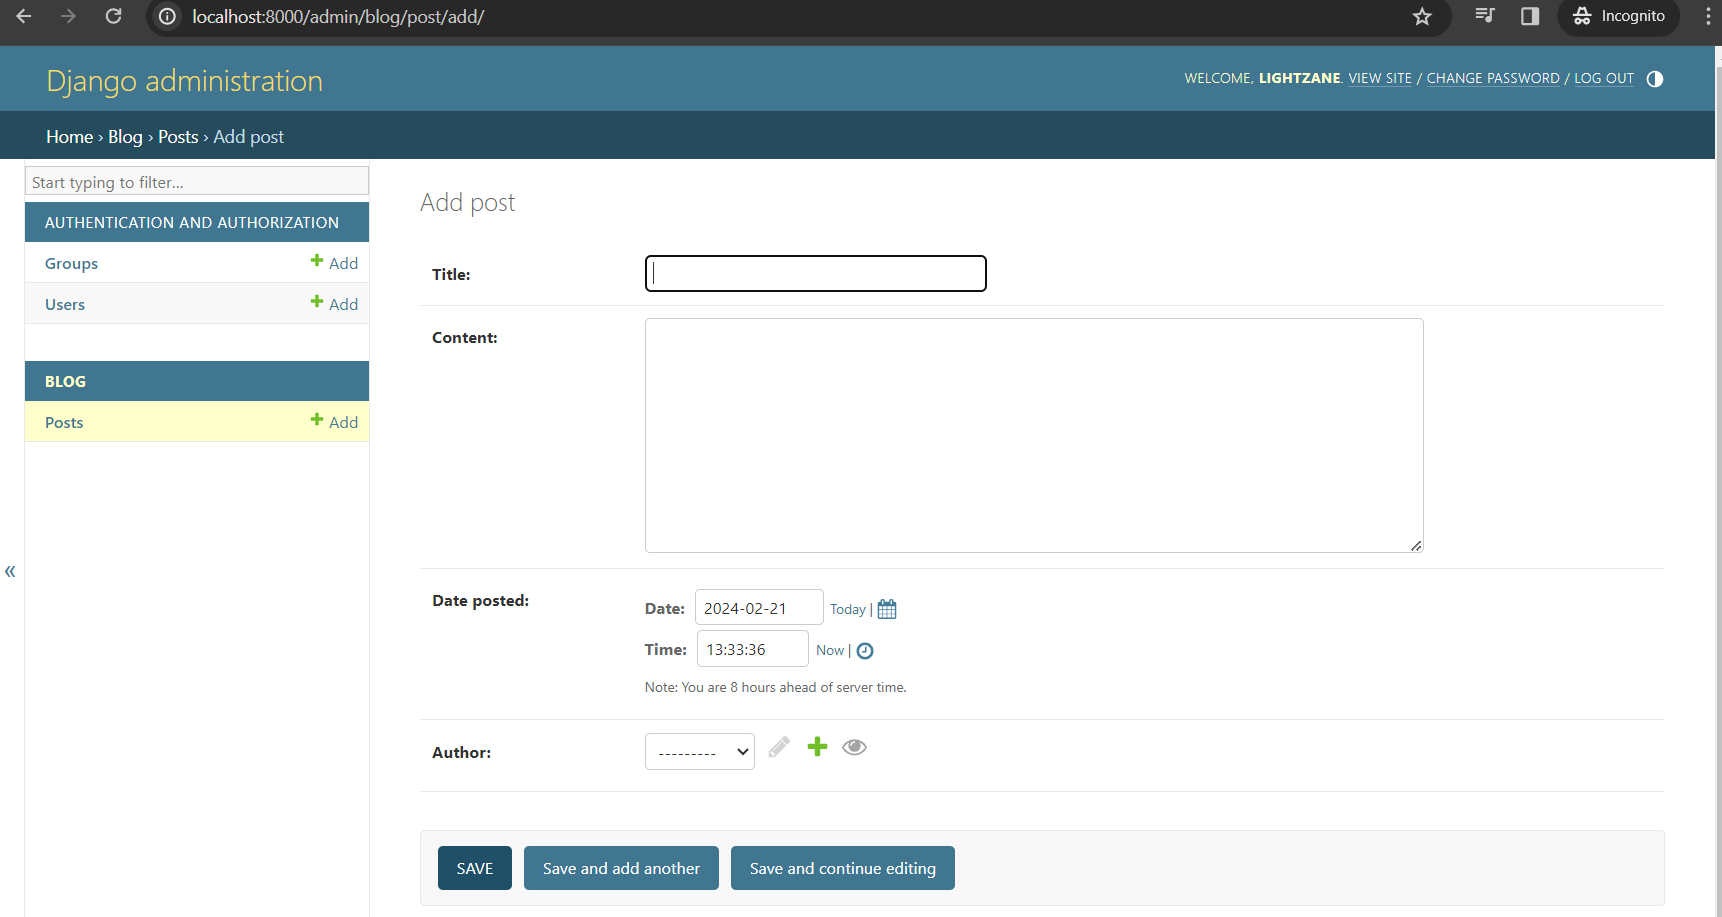 localhost:8000/admin/blog/post/add/
Incognito
Django administration
WELCOME, LIGHTZANE. VIEW SITE / CHANGE PASSWORD / LOG OUT
Home › Blog › Posts › Add post
Start typing to filter...
AUTHENTICATION AND AUTHORIZATION
Groups
Add
Users
Add
BLOG
Posts
Add
«
Add post
Title:
Content:
Date posted:
Date: 2024-02-21 Today |
Time: 13:33:36 Now |
Note: You are 8 hours ahead of server time.
Author: ---------
SAVE
Save and add another
Save and continue editing